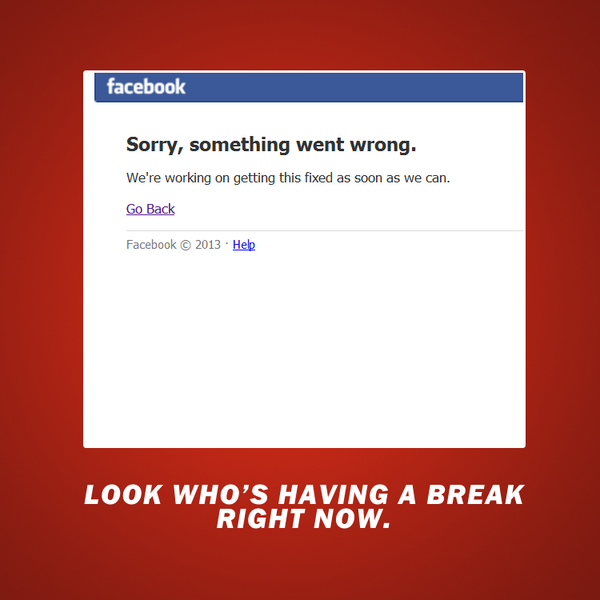 facebook
Sorry, something went wrong.
We're working on getting this fixed as soon as we can.
Go Back
Facebook © 2013 · Help
LOOK WHO’S HAVING A BREAK
RIGHT NOW.